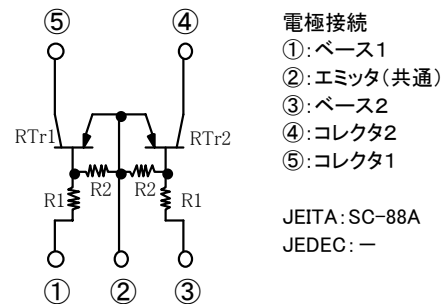 ⑤ ④
RTr1 RTr2
R1 R2 R2 R1
① ② ③
電極接続
①:ベース1
②:エミッタ(共通)
③:ベース2
④:コレクタ2
⑤:コレクタ1
JEITA:SC-88A
JEDEC:ー